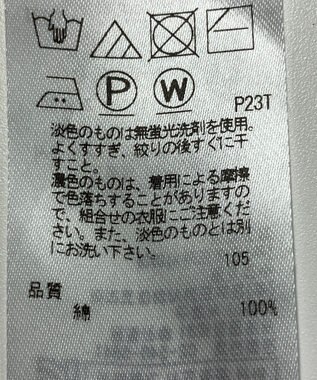 P W
P23T
淡色のものは無蛍光洗剤を使用。
よくすすぎ、絞りの後すぐに干
すこと。
濃色のものは、着用による摩擦
で色落ちすることがありますの
で、組合せの衣服にご注意くだ
さい。また、淡色のものとは別
にお洗い下さい。
105
品質
綿 100%